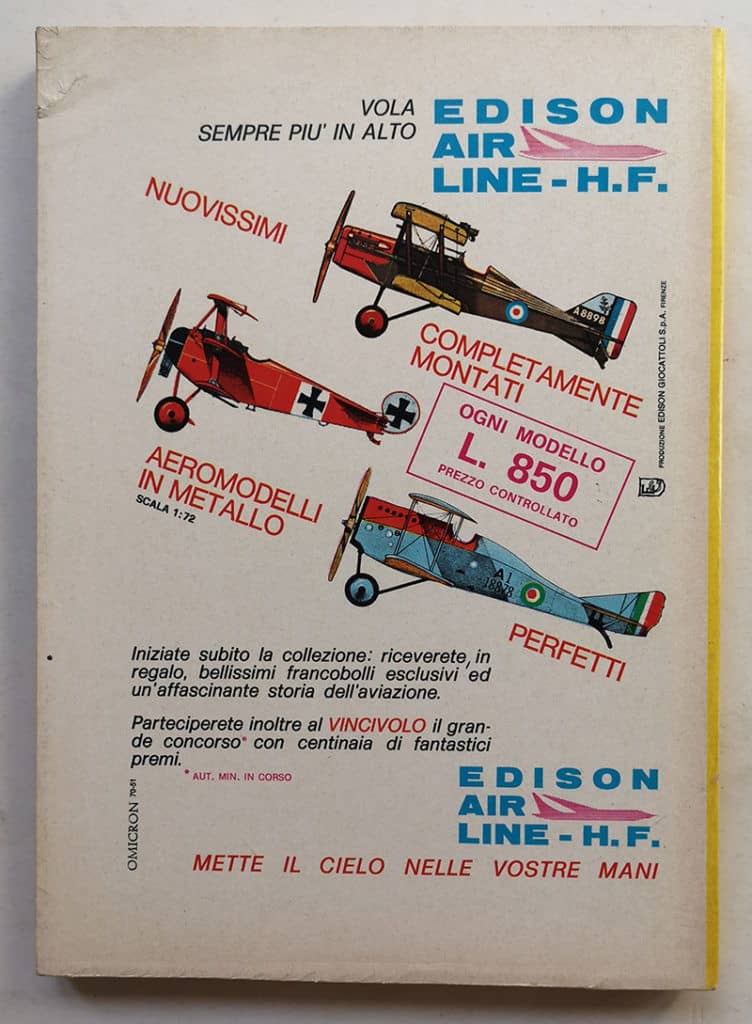 VOLA
SEMPRE PIU' IN ALTO
EDISON
AIR
LINE-H.F.
NUOVISSIMI
A8898
COMPLETAMENTE
MONTATI
OGNI MODELLO
L. 850
PREZZO CONTROLLATO
PRODUZIONE EDISON GIOCATTOLI S.p.A. FIRENZE
AEROMODELLI
IN METALLO
SCALA 1:72
A1
18878
PERFETTI
Iniziate subito la collezione: riceverete, in
regalo, bellissimi francobolli esclusivi ed
un'affascinante storia dell'aviazione.
Parteciperete inoltre al VINCIVOLO il gran-
de concorso* con centinaia di fantastici
premi.
* AUT. MIN. IN CORSO
OMICRON 70-51
EDISON
AIR
LINE-H.F.
METTE IL CIELO NELLE VOSTRE MANI